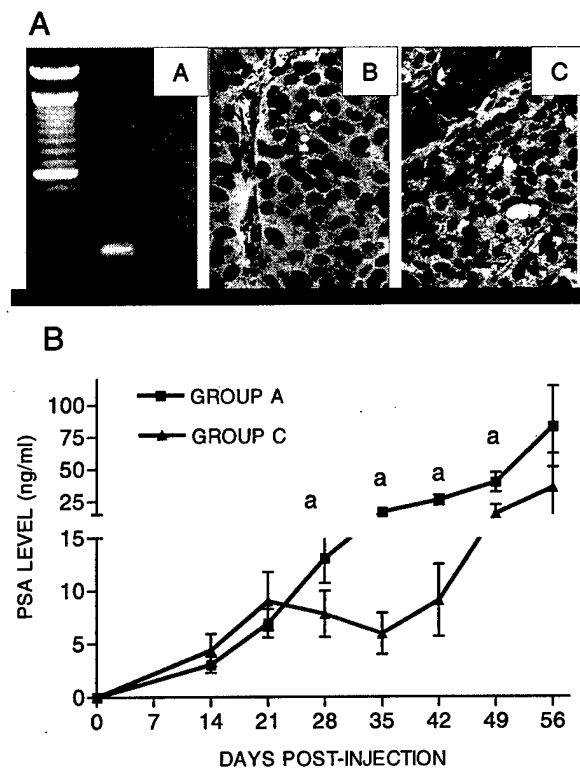 A
A B C
B
GROUP A
GROUP C
PSA LEVEL (ng/ml)
100
75
50
25
15
10
5
0
a a a a
0 7 14 21 28 35 42 49 56
DAYS POST-INJECTION